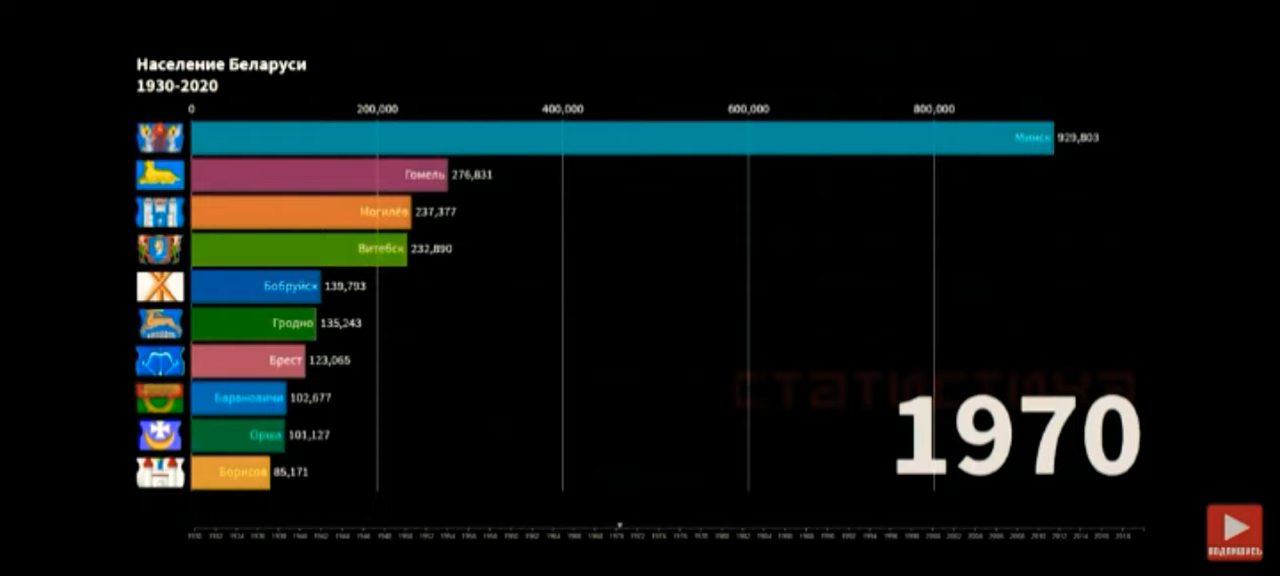 Население Беларуси
1930-2020
0 200,000 400,000 600,000 800,000
Минск 929,803
Гомель 276,831
Могилёв 237,377
Витебск 232,890
Бобруйск 139,793
Гродно 135,243
Брест 123,065
Барановичи 102,677
Орша 101,127
Борисов 85,171
статистика
1970
ПОДПИШИСЬ